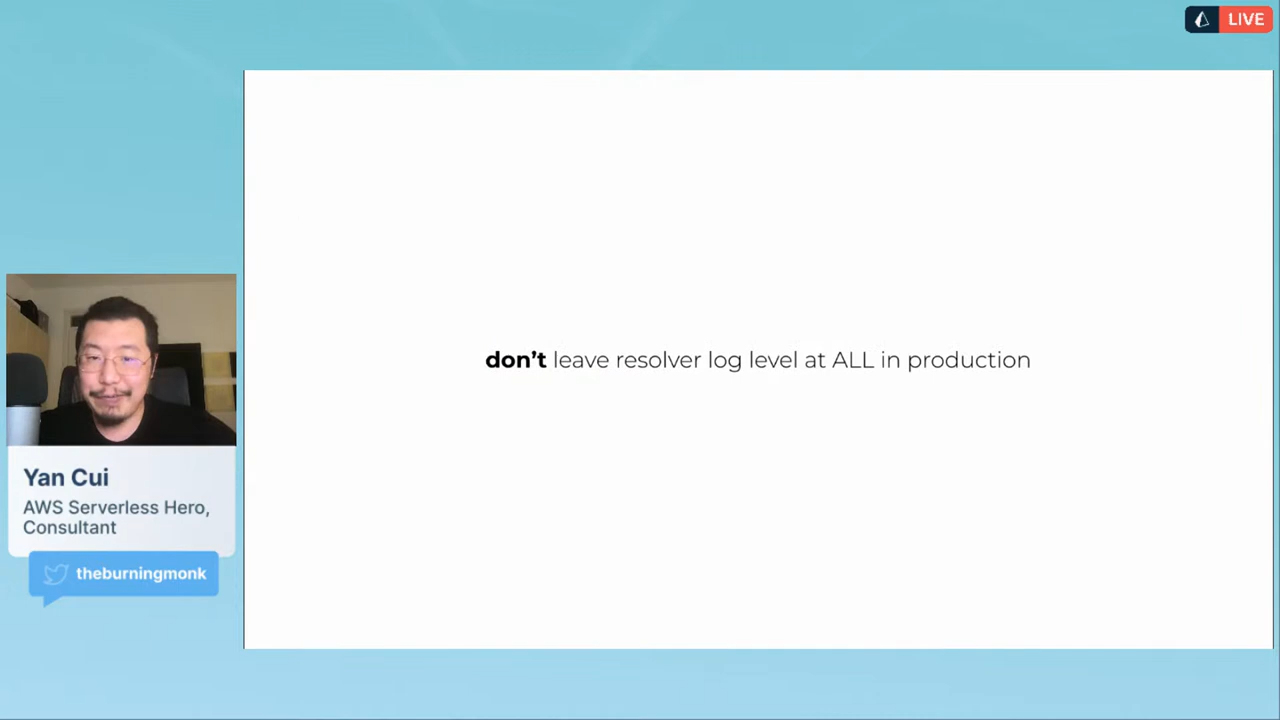 LIVE
don’t leave resolver log level at ALL in production
Yan Cui
AWS Serverless Hero,
Consultant
theburningmonk